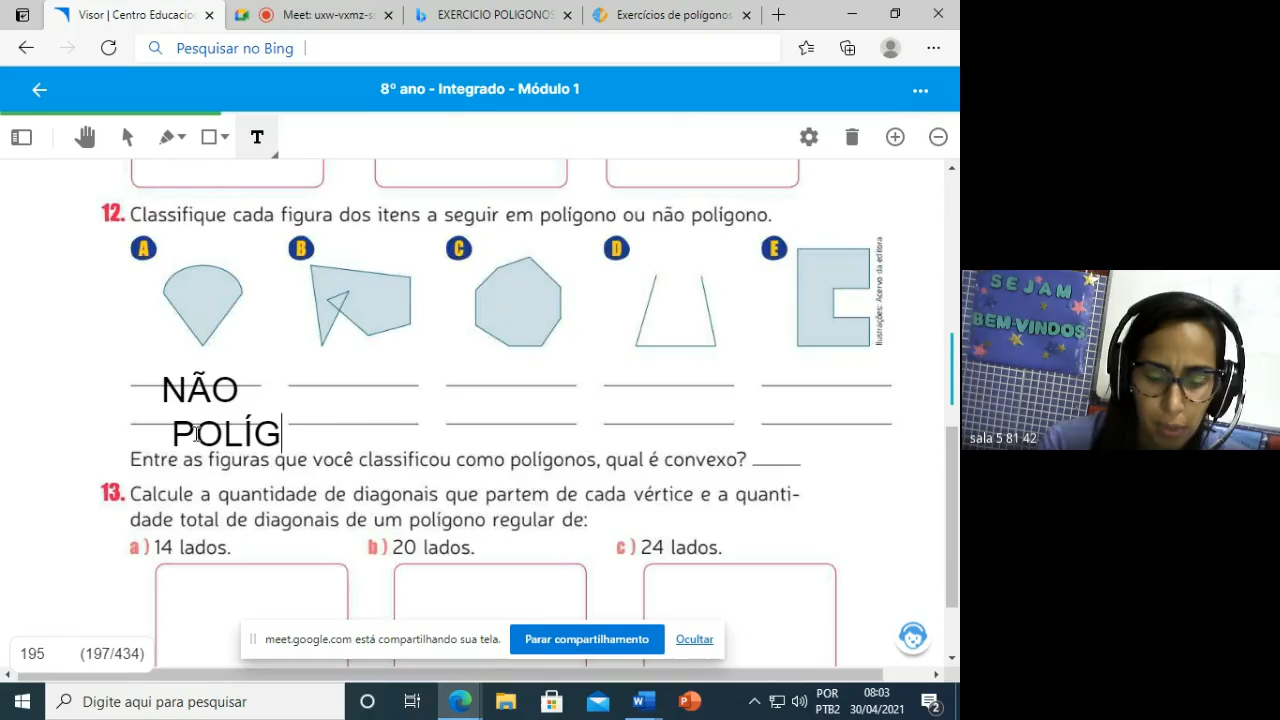 Visor | Centro Educacio
Meet: uxw-vxmz-s
EXERCICIO POLIGONOS
Exercícios de polígonos
Pesquisar no Bing
8º ano - Integrado - Módulo 1
T
12. Classifique cada figura dos itens a seguir em polígono ou não polígono.
A B C D E
Ilustrações: Acervo da editora
NÃO
POLÍG
Entre as figuras que você classificou como polígonos, qual é convexo?
13. Calcule a quantidade de diagonais que partem de cada vértice e a quanti-
dade total de diagonais de um polígono regular de:
a) 14 lados. b) 20 lados. c) 24 lados.
meet.google.com está compartilhando sua tela. Parar compartilhamento Ocultar
195 (197/434)
Digite aqui para pesquisar
POR
PTB2
08:03
30/04/2021
2
SEJAM
BEM-VINDOS
sala 5 81 42